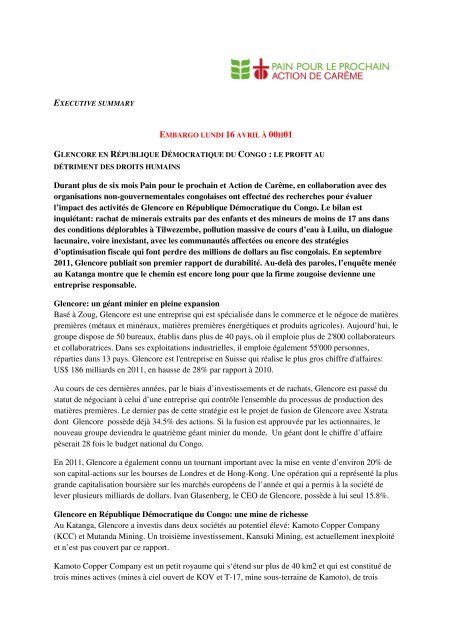 PAIN POUR LE PROCHAIN
ACTION DE CARÊME
EXECUTIVE SUMMARY
EMBARGO LUNDI 16 AVRIL À 00H01
GLENCORE EN RÉPUBLIQUE DÉMOCRATIQUE DU CONGO : LE PROFIT AU
DÉTRIMENT DES DROITS HUMAINS
Durant plus de six mois Pain pour le prochain et Action de Carême, en collaboration avec des
organisations non-gouvernementales congolaises ont effectué des recherches pour évaluer
l'impact des activités de Glencore en République Démocratique du Congo. Le bilan est
inquiétant: rachat de minerais extraits par des enfants et des mineurs de moins de 17 ans dans
des conditions déplorables à Tilwezembe, pollution massive de cours d'eau à Luilu, un dialogue
lacunaire, voire inexistant, avec les communautés affectées ou encore des stratégies
d'optimisation fiscale qui font perdre des millions de dollars au fisc congolais. En septembre
2011, Glencore publiait son premier rapport de durabilité. Au-delà des paroles, l'enquête menée
au Katanga montre que le chemin est encore long pour que la firme zougoise devienne une
entreprise responsable.
Glencore: un géant minier en pleine expansion
Basé à Zoug, Glencore est une entreprise qui est spécialisée dans le commerce et le négoce de matières
premières (métaux et minéraux, matières premières énergétiques et produits agricoles). Aujourd'hui, le
groupe dispose de 50 bureaux, établis dans plus de 40 pays, où il emploie plus de 2'800 collaborateurs
et collaboratrices. Dans ses exploitations industrielles, il emploie également 55'000 personnes,
réparties dans 13 pays. Glencore est l'entreprise en Suisse qui réalise le plus gros chiffre d'affaires:
US$ 186 milliards en 2011, en hausse de 28% par rapport à 2010.
Au cours de ces dernières années, par le biais d'investissements et de rachats, Glencore est passé du
statut de négociant à celui d'une entreprise qui contrôle l'ensemble du processus de production des
matières premières. Le dernier pas de cette stratégie est le projet de fusion de Glencore avec Xstrata
dont Glencore possède déjà 34.5% des actions. Si la fusion est approuvée par les actionnaires, le
nouveau groupe deviendra le quatrième géant minier du monde. Un géant dont le chiffre d'affaire
pèserait 28 fois le budget national du Congo.
En 2011, Glencore a également connu un tournant important avec la mise en vente d'environ 20% de
son capital-actions sur les bourses de Londres et de Hong-Kong. Une opération qui a représenté la plus
grande capitalisation boursière sur les marchés européens de l'année et qui a permis à la société de
lever plusieurs milliards de dollars. Ivan Glasenberg, le CEO de Glencore, possède à lui seul 15.8%.
Glencore en République Démocratique du Congo: une mine de richesse
Au Katanga, Glencore a investis dans deux sociétés au potentiel élevé: Kamoto Copper Company
(KCC) et Mutanda Mining. Un troisième investissement, Kansuki Mining, est actuellement inexploité
et n'est pas couvert par ce rapport.
Kamoto Copper Company est un petit royaume qui s'étend sur plus de 40 km2 et qui est constitué de
trois mines actives (mines à ciel ouvert de KOV et T-17, mine sous-terraine de Kamoto), de trois